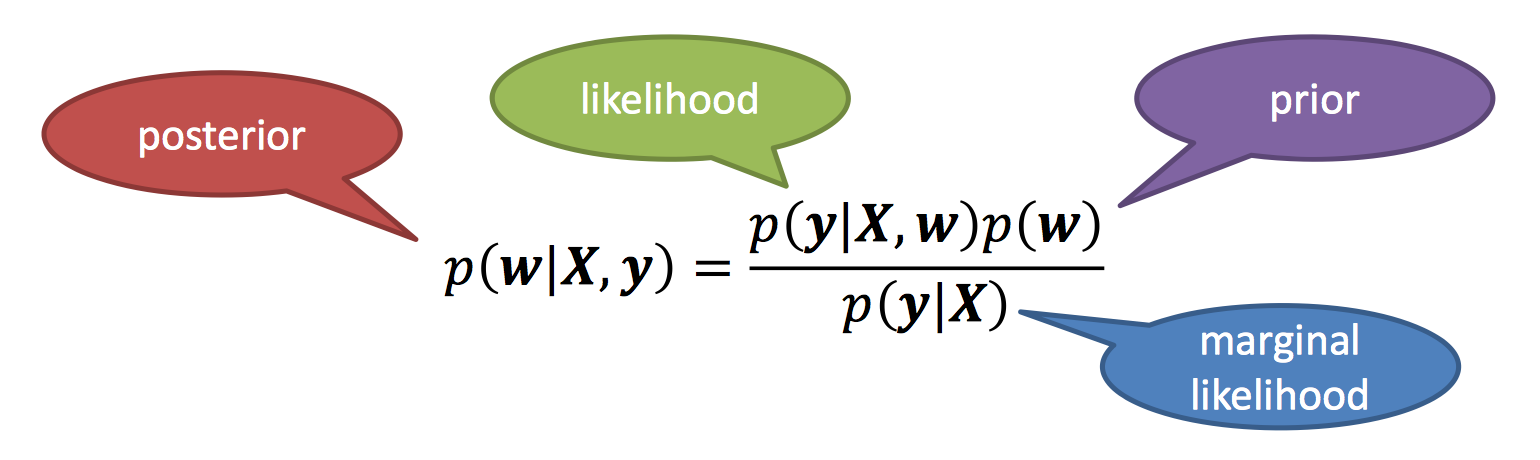 posterior
likelihood
prior
p(w|X, y) = p(y|X, w)p(w)
p(y|X)
marginal
likelihood